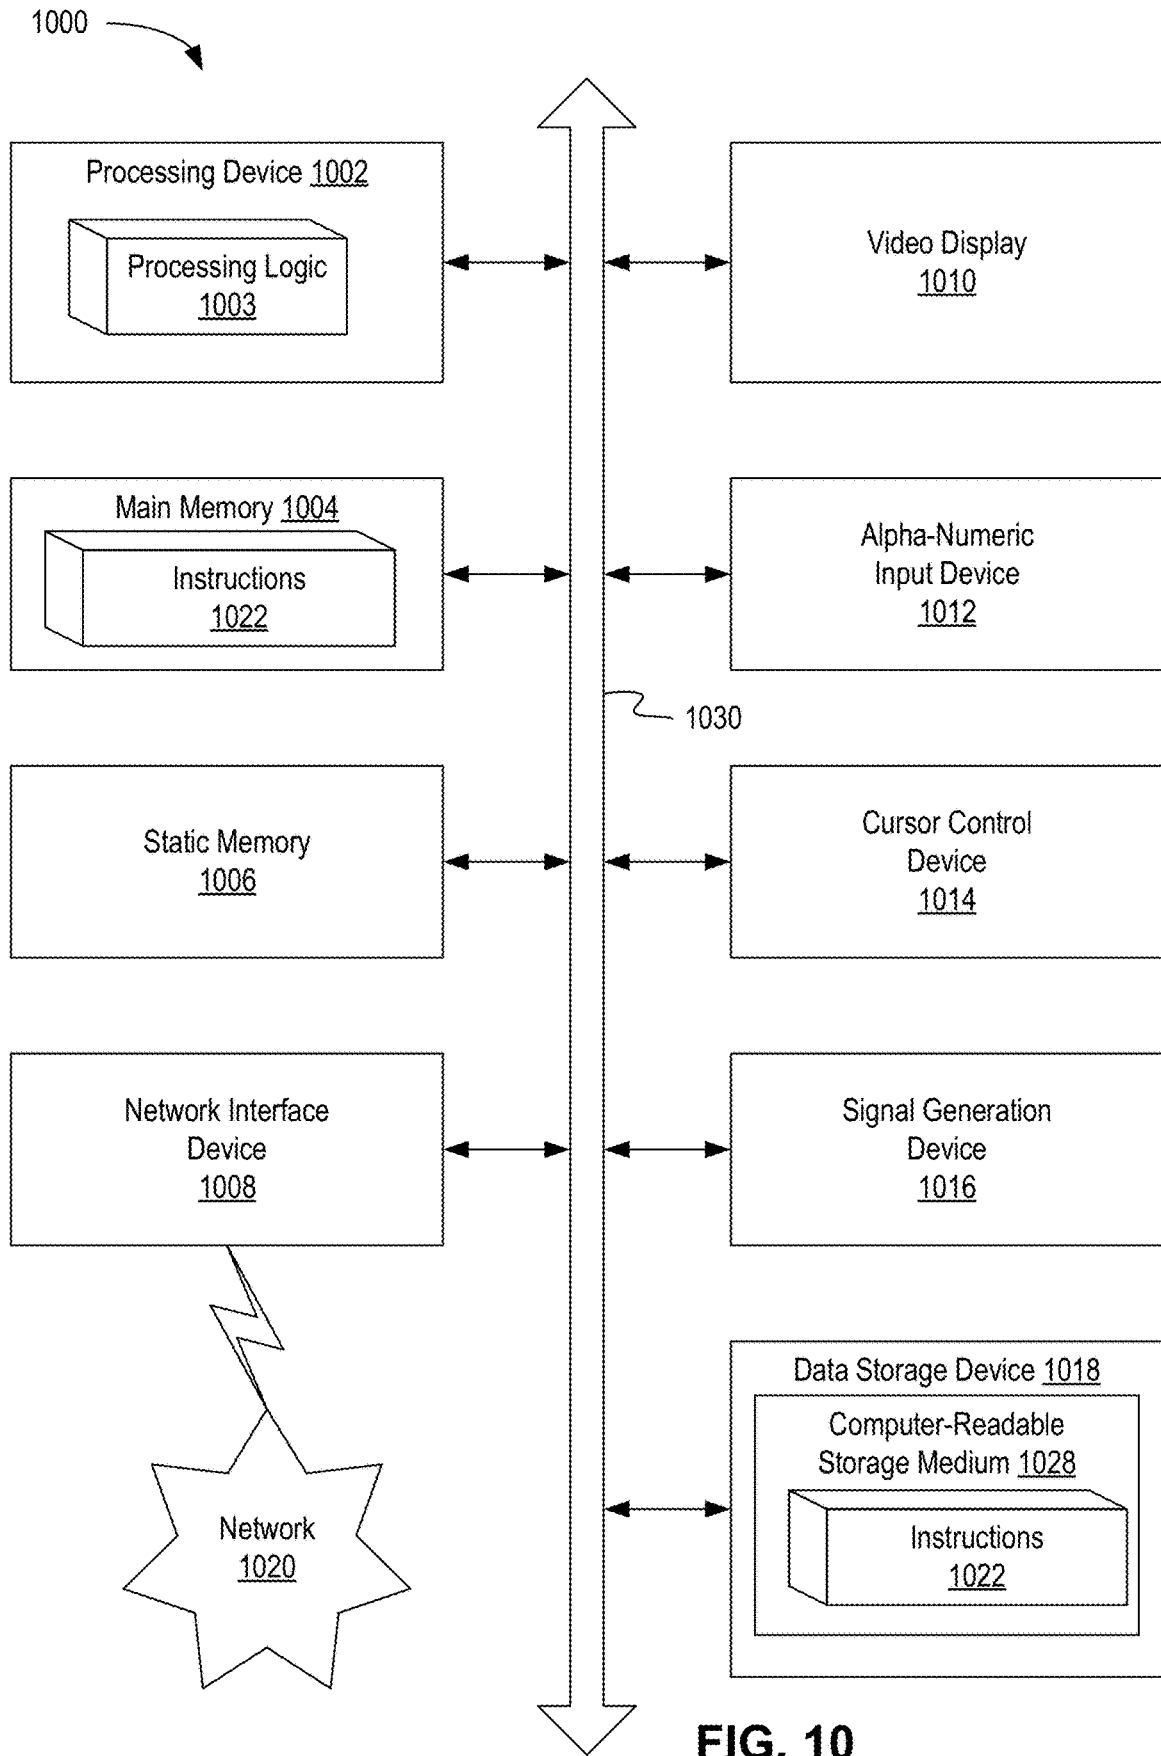 1000
Processing Device 1002
Processing Logic
1003
Video Display
1010
Main Memory 1004
Instructions
1022
Alpha-Numeric
Input Device
1012
1030
Static Memory
1006
Cursor Control
Device
1014
Network Interface
Device
1008
Signal Generation
Device
1016
Data Storage Device 1018
Computer-Readable
Storage Medium 1028
Instructions
1022
Network
1020
FIG. 10